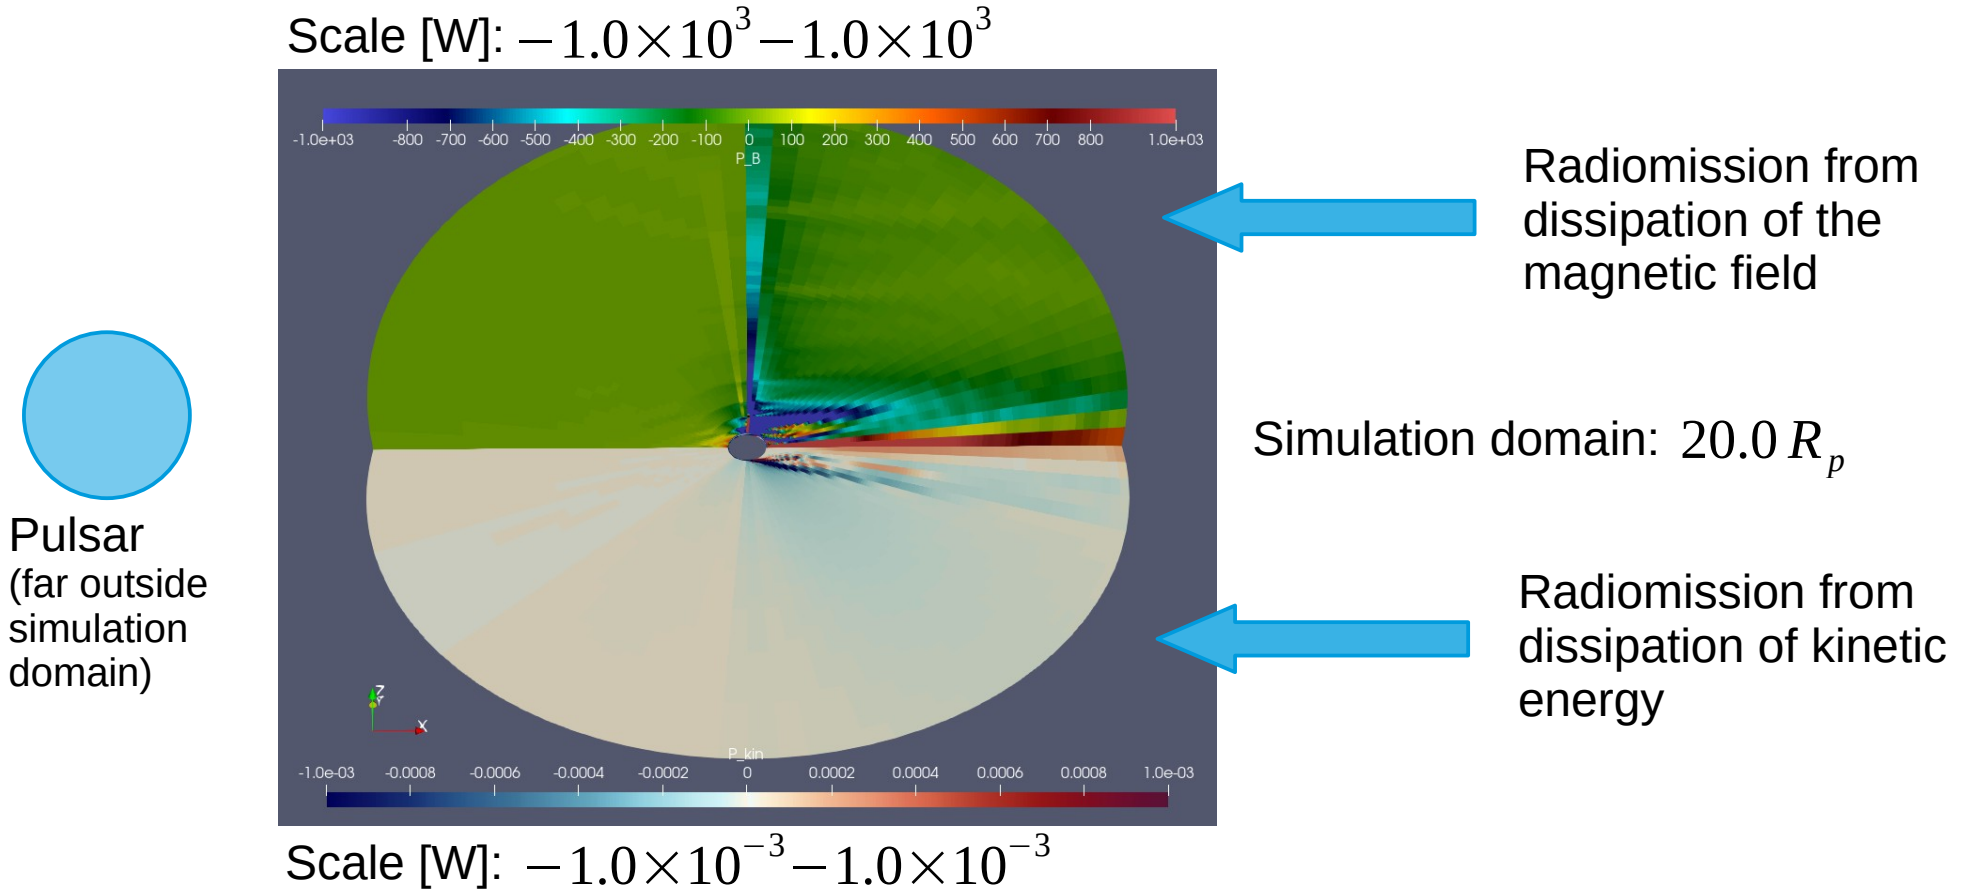 Scale [W]: −1.0×10³−1.0×10³
-1.0e+03 -800 -700 -600 -500 -400 -300 -200 -100 0 100 200 300 400 500 600 700 800 1.0e+03
P_B
Radiomission from
dissipation of the
magnetic field
Simulation domain: 20.0 R_p
Pulsar
(far outside
simulation
domain)
Radiomission from
dissipation of kinetic
energy
Z
Y
X
P_kin
-1.0e-03 -0.0008 -0.0006 -0.0004 -0.0002 0 0.0002 0.0004 0.0006 0.0008 1.0e-03
Scale [W]: −1.0×10⁻³−1.0×10⁻³